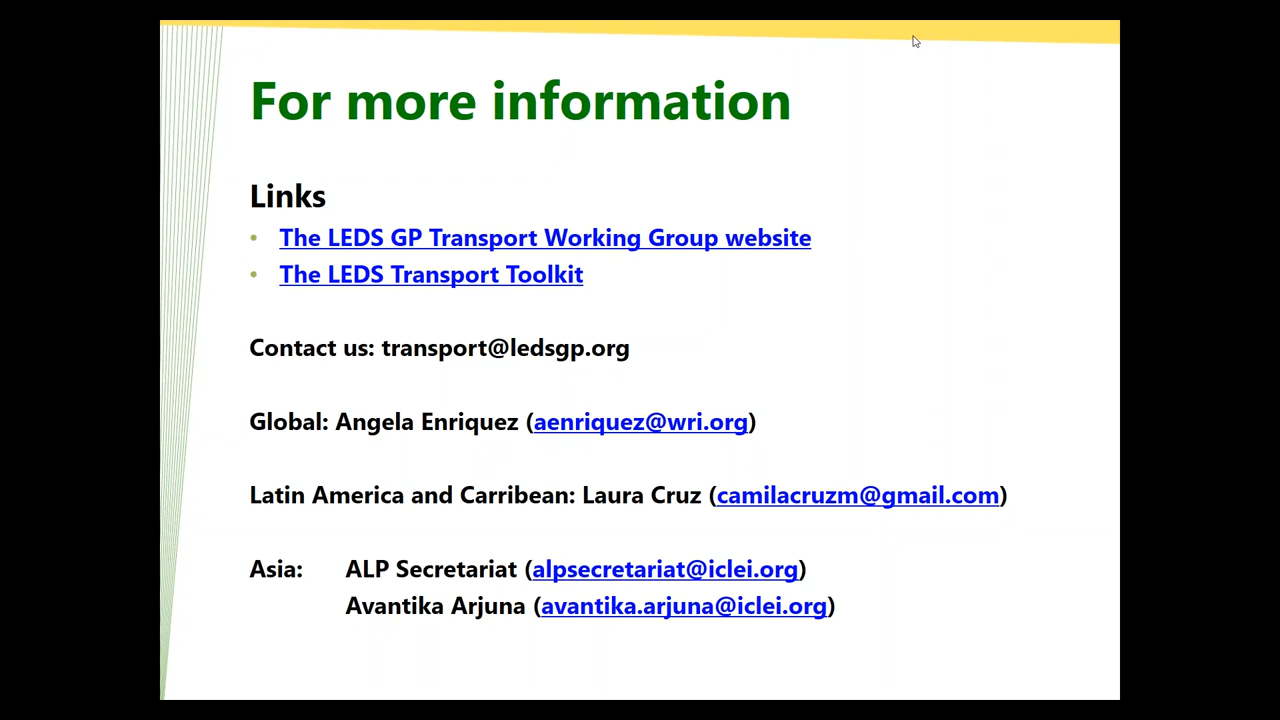 For more information
Links
• The LEDS GP Transport Working Group website
• The LEDS Transport Toolkit
Contact us: transport@ledsgp.org
Global: Angela Enriquez (aenriquez@wri.org)
Latin America and Carribean: Laura Cruz (camilacruzm@gmail.com)
Asia: ALP Secretariat (alpsecretariat@iclei.org)
Avantika Arjuna (avantika.arjuna@iclei.org)